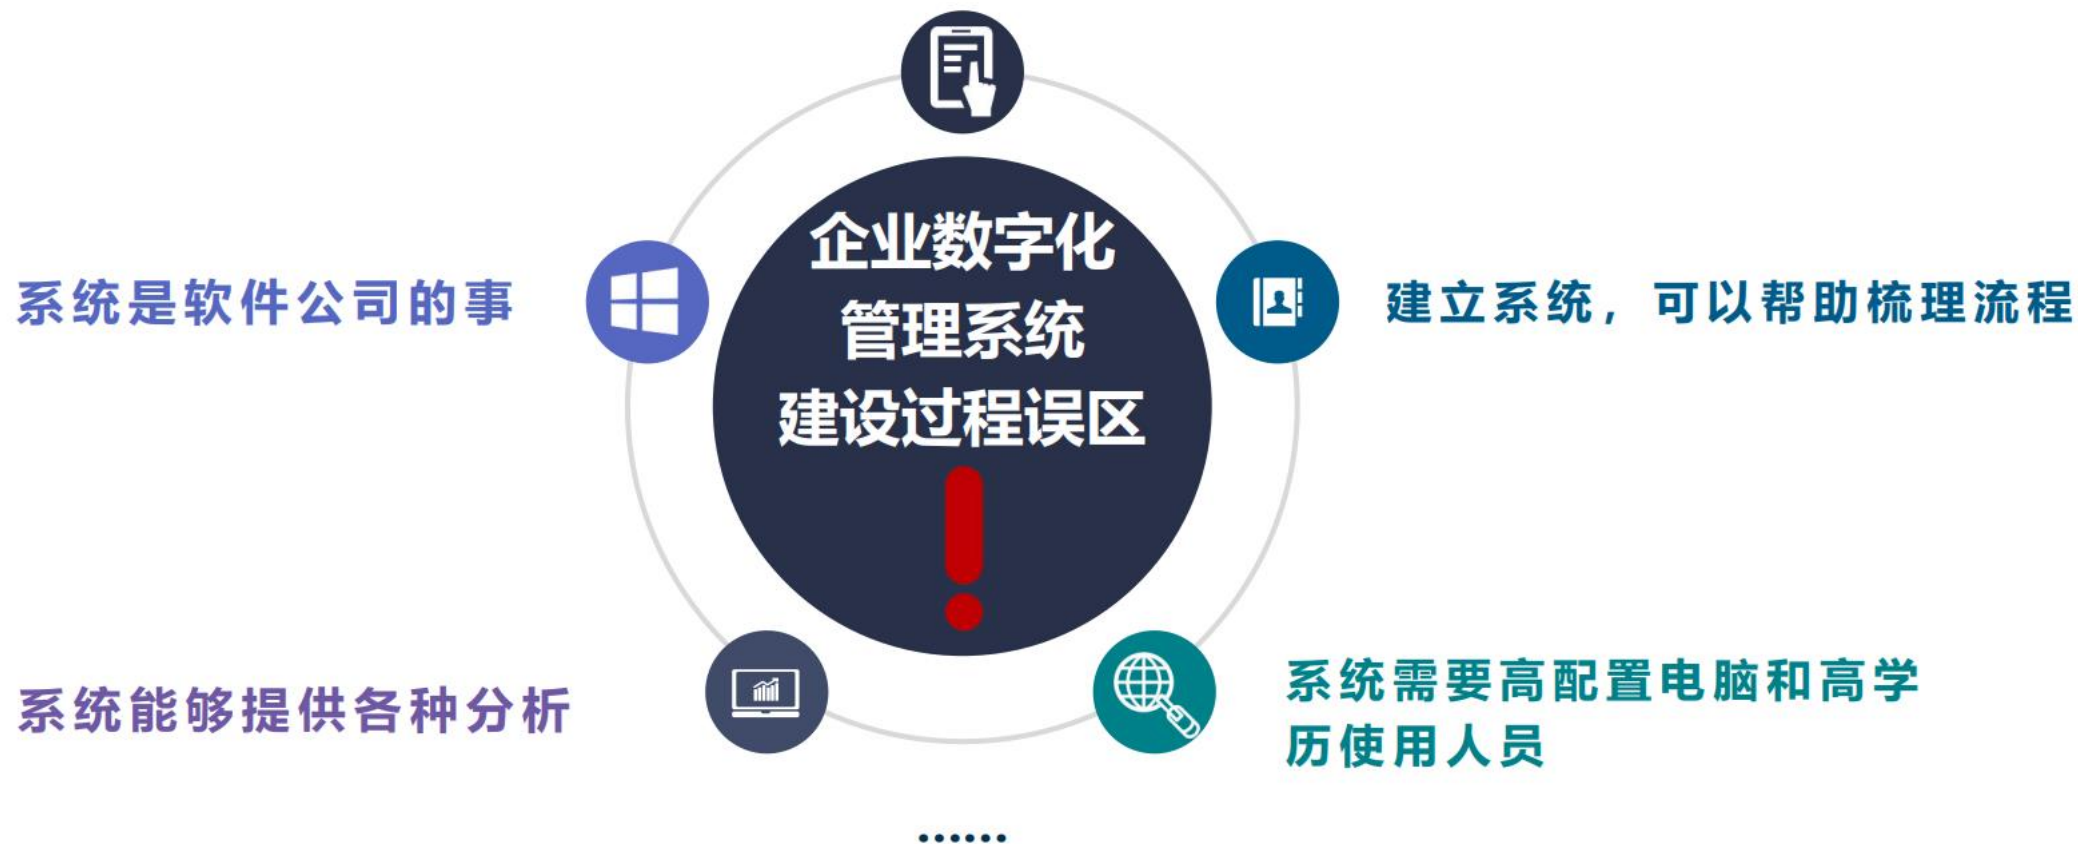 企业数字化
管理系统
建设过程误区
系统是软件公司的事
建立系统，可以帮助梳理流程
系统能够提供各种分析
系统需要高配置电脑和高学
历使用人员
······